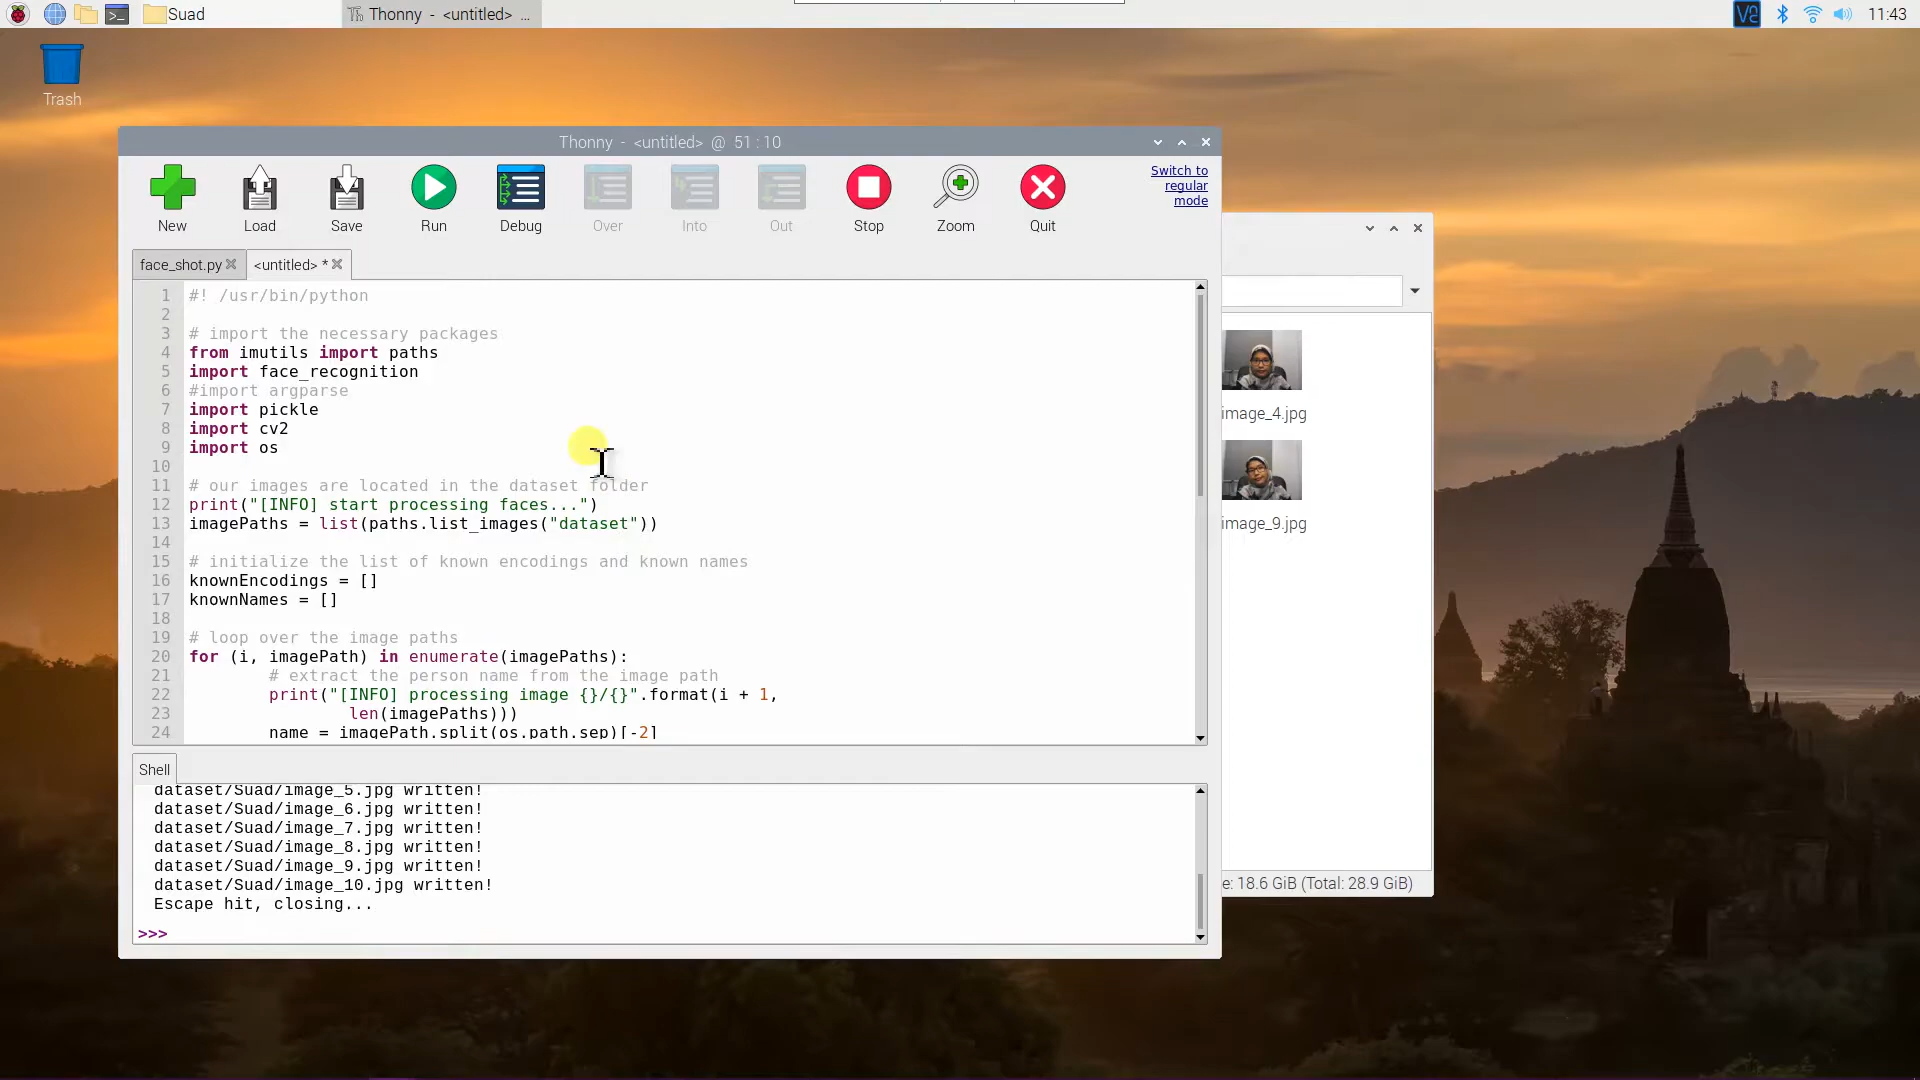 Suad
Thonny - <untitled> ...
V2
11:43
Trash
Thonny - <untitled> @ 51 : 10
New
Load
Save
Run
Debug
Over
Into
Out
Stop
Zoom
Quit
Switch to
regular
mode
face_shot.py
<untitled> *
1 #! /usr/bin/python
2
3 # import the necessary packages
4 from imutils import paths
5 import face_recognition
6 #import argparse
7 import pickle
8 import cv2
9 import os
10
11 # our images are located in the dataset folder
12 print("[INFO] start processing faces...")
13 imagePaths = list(paths.list_images("dataset"))
14
15 # initialize the list of known encodings and known names
16 knownEncodings = []
17 knownNames = []
18
19 # loop over the image paths
20 for (i, imagePath) in enumerate(imagePaths):
21 # extract the person name from the image path
22 print("[INFO] processing image {}/{}".format(i + 1,
23 len(imagePaths)))
24 name = imagePath.split(os.path.sep)[-2]
Shell
dataset/Suad/image_5.jpg written!
dataset/Suad/image_6.jpg written!
dataset/Suad/image_7.jpg written!
dataset/Suad/image_8.jpg written!
dataset/Suad/image_9.jpg written!
dataset/Suad/image_10.jpg written!
Escape hit, closing...
>>>
image_4.jpg
image_9.jpg
e: 18.6 GiB (Total: 28.9 GiB)